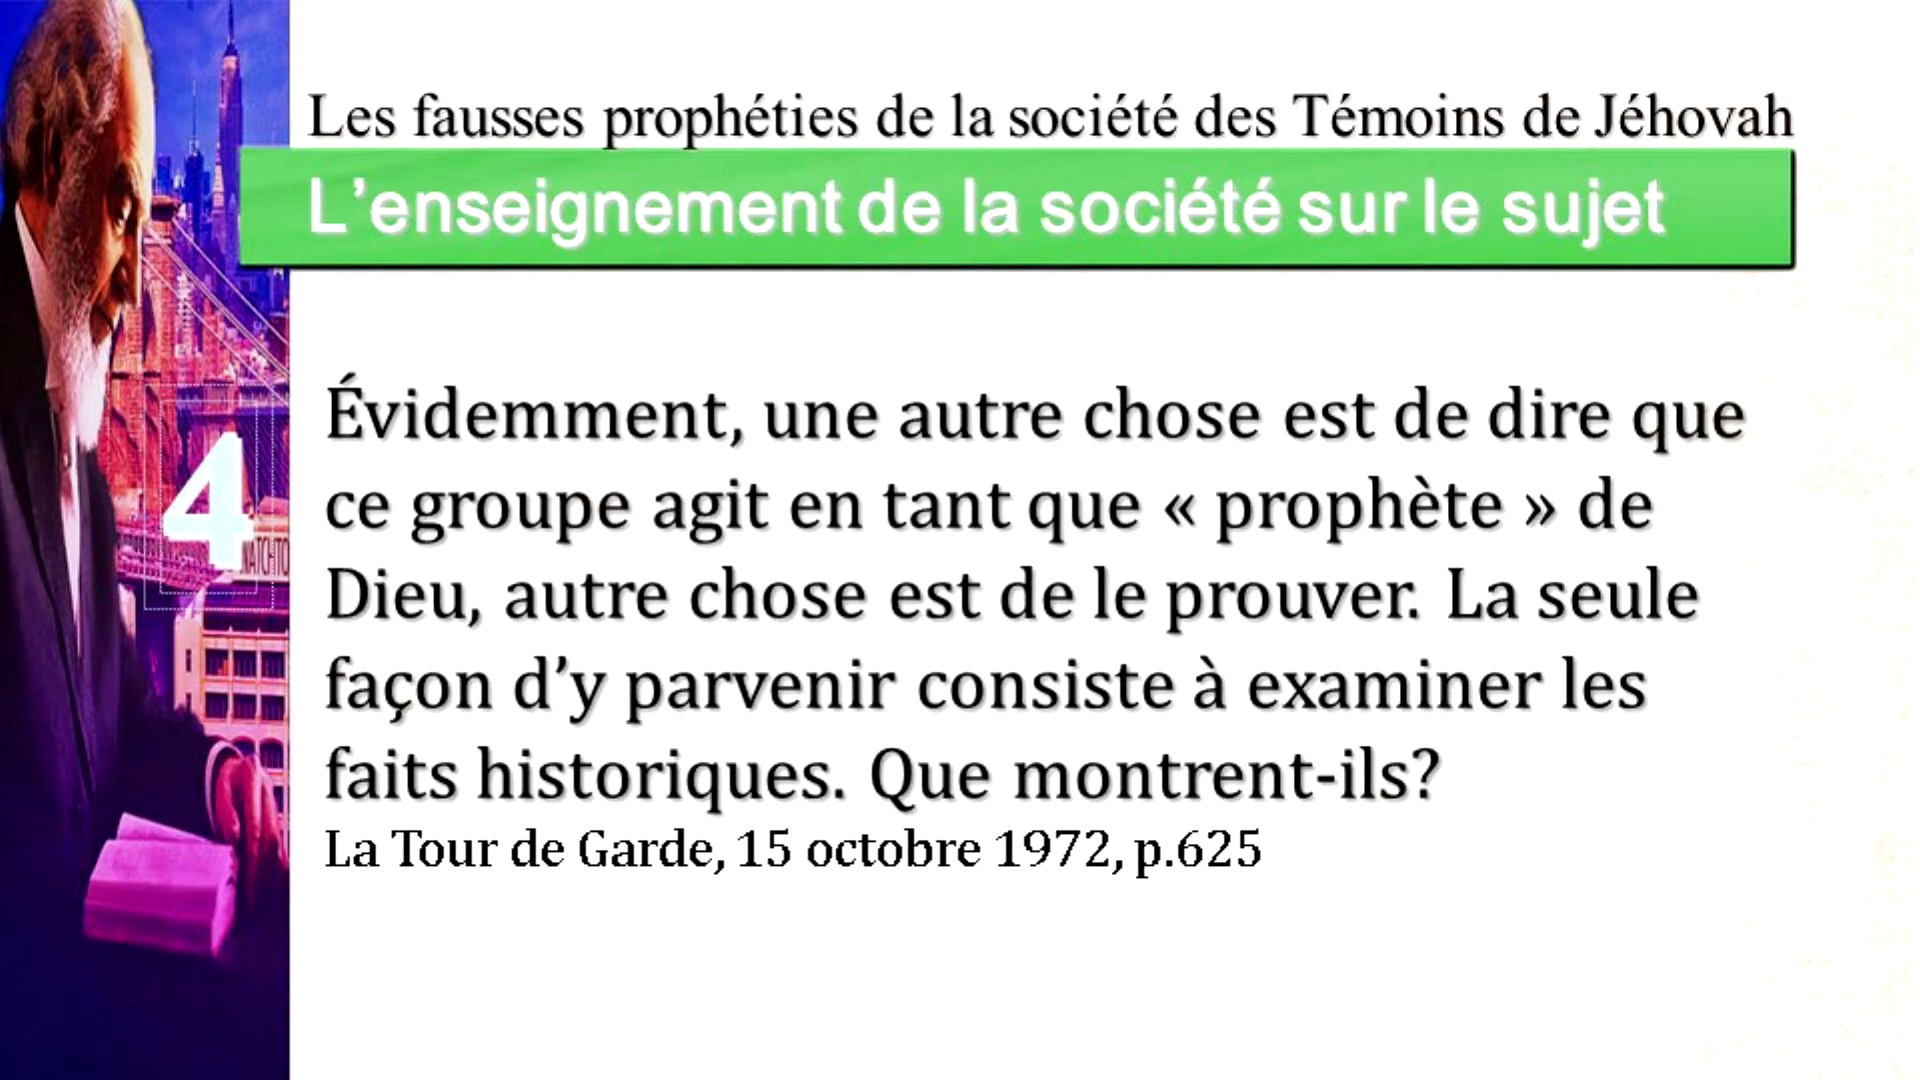 Les fausses prophéties de la société des Témoins de Jéhovah
L’enseignement de la société sur le sujet
4
Évidemment, une autre chose est de dire que
ce groupe agit en tant que « prophète » de
Dieu, autre chose est de le prouver. La seule
façon d’y parvenir consiste à examiner les
faits historiques. Que montrent-ils?
La Tour de Garde, 15 octobre 1972, p.625